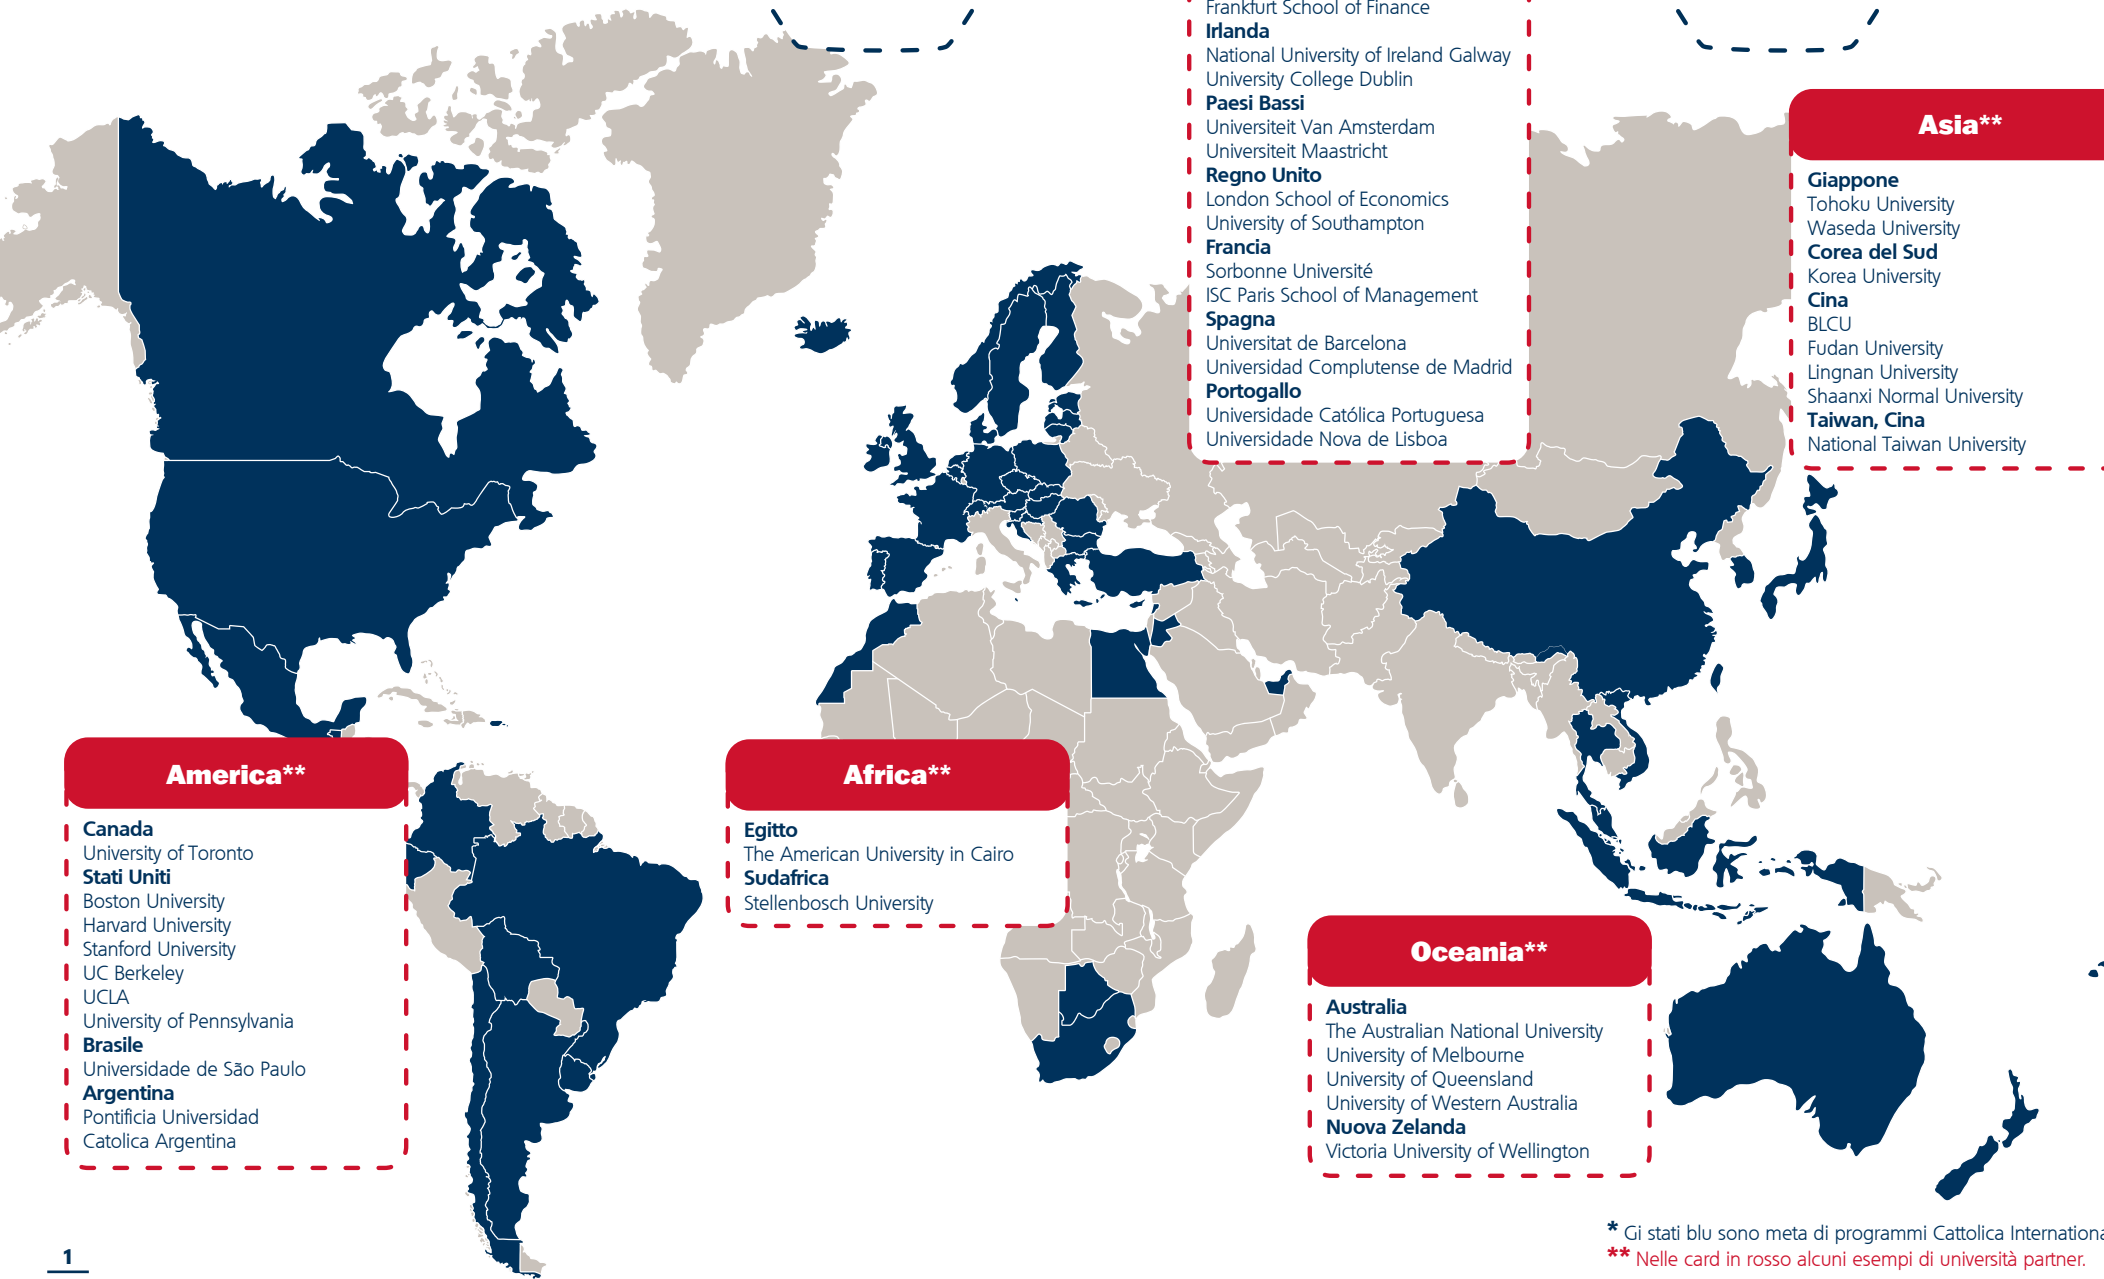 Frankfurt School of Finance
Irlanda
National University of Ireland Galway
University College Dublin
Paesi Bassi
Universiteit Van Amsterdam
Universiteit Maastricht
Regno Unito
London School of Economics
University of Southampton
Francia
Sorbonne Université
ISC Paris School of Management
Spagna
Universitat de Barcelona
Universidad Complutense de Madrid
Portogallo
Universidade Católica Portuguesa
Universidade Nova de Lisboa
Asia**
Giappone
Tohoku University
Waseda University
Corea del Sud
Korea University
Cina
BLCU
Fudan University
Lingnan University
Shaanxi Normal University
Taiwan, Cina
National Taiwan University
America**
Canada
University of Toronto
Stati Uniti
Boston University
Harvard University
Stanford University
UC Berkeley
UCLA
University of Pennsylvania
Brasile
Universidade de São Paulo
Argentina
Pontificia Universidad
Catolica Argentina
Africa**
Egitto
The American University in Cairo
Sudafrica
Stellenbosch University
Oceania**
Australia
The Australian National University
University of Melbourne
University of Queensland
University of Western Australia
Nuova Zelanda
Victoria University of Wellington
* Gi stati blu sono meta di programmi Cattolica Internationa
** Nelle card in rosso alcuni esempi di università partner.
1